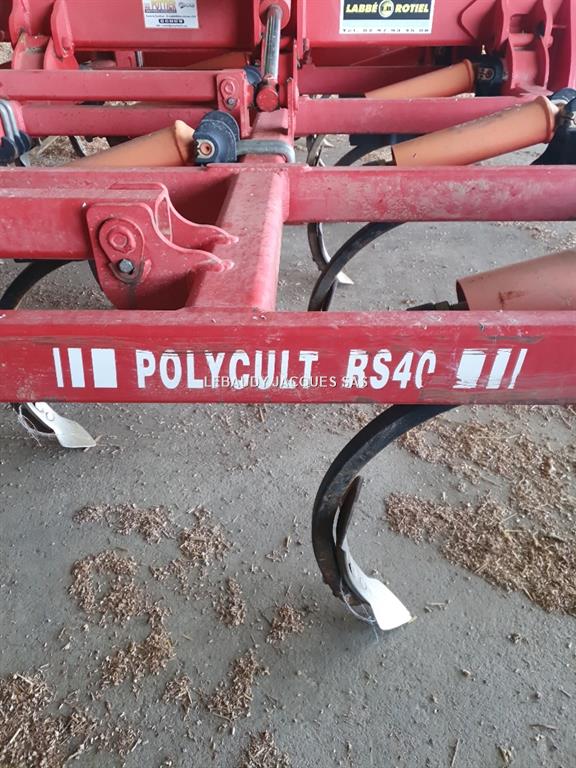 LABBÉ ROTIEL
POLYCULT RS40
LEBAUDY JACQUES SAS